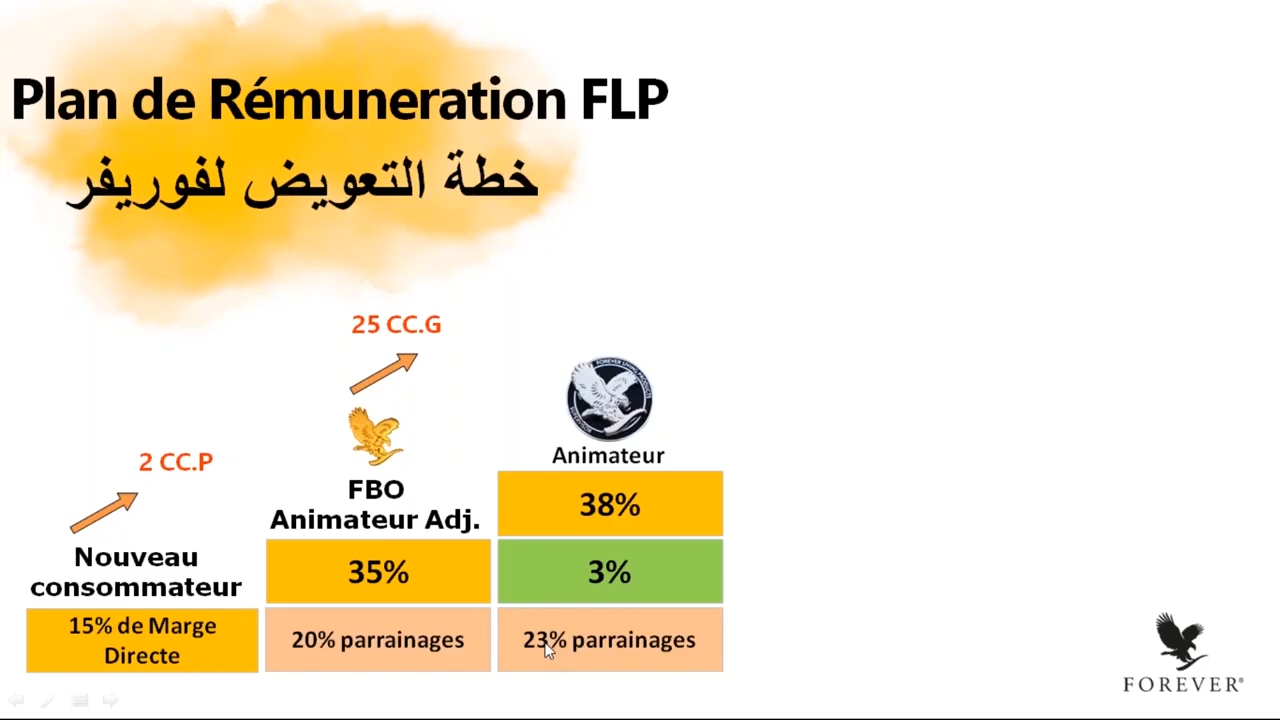 Plan de Rémuneration FLP
خطة التعويض لفوريفر
25 CC.G
2 CC.P
Animateur
FBO
Animateur Adj.
38%
Nouveau
consommateur
35%
3%
15% de Marge
Directe
20% parrainages
23% parrainages
FOREVER®